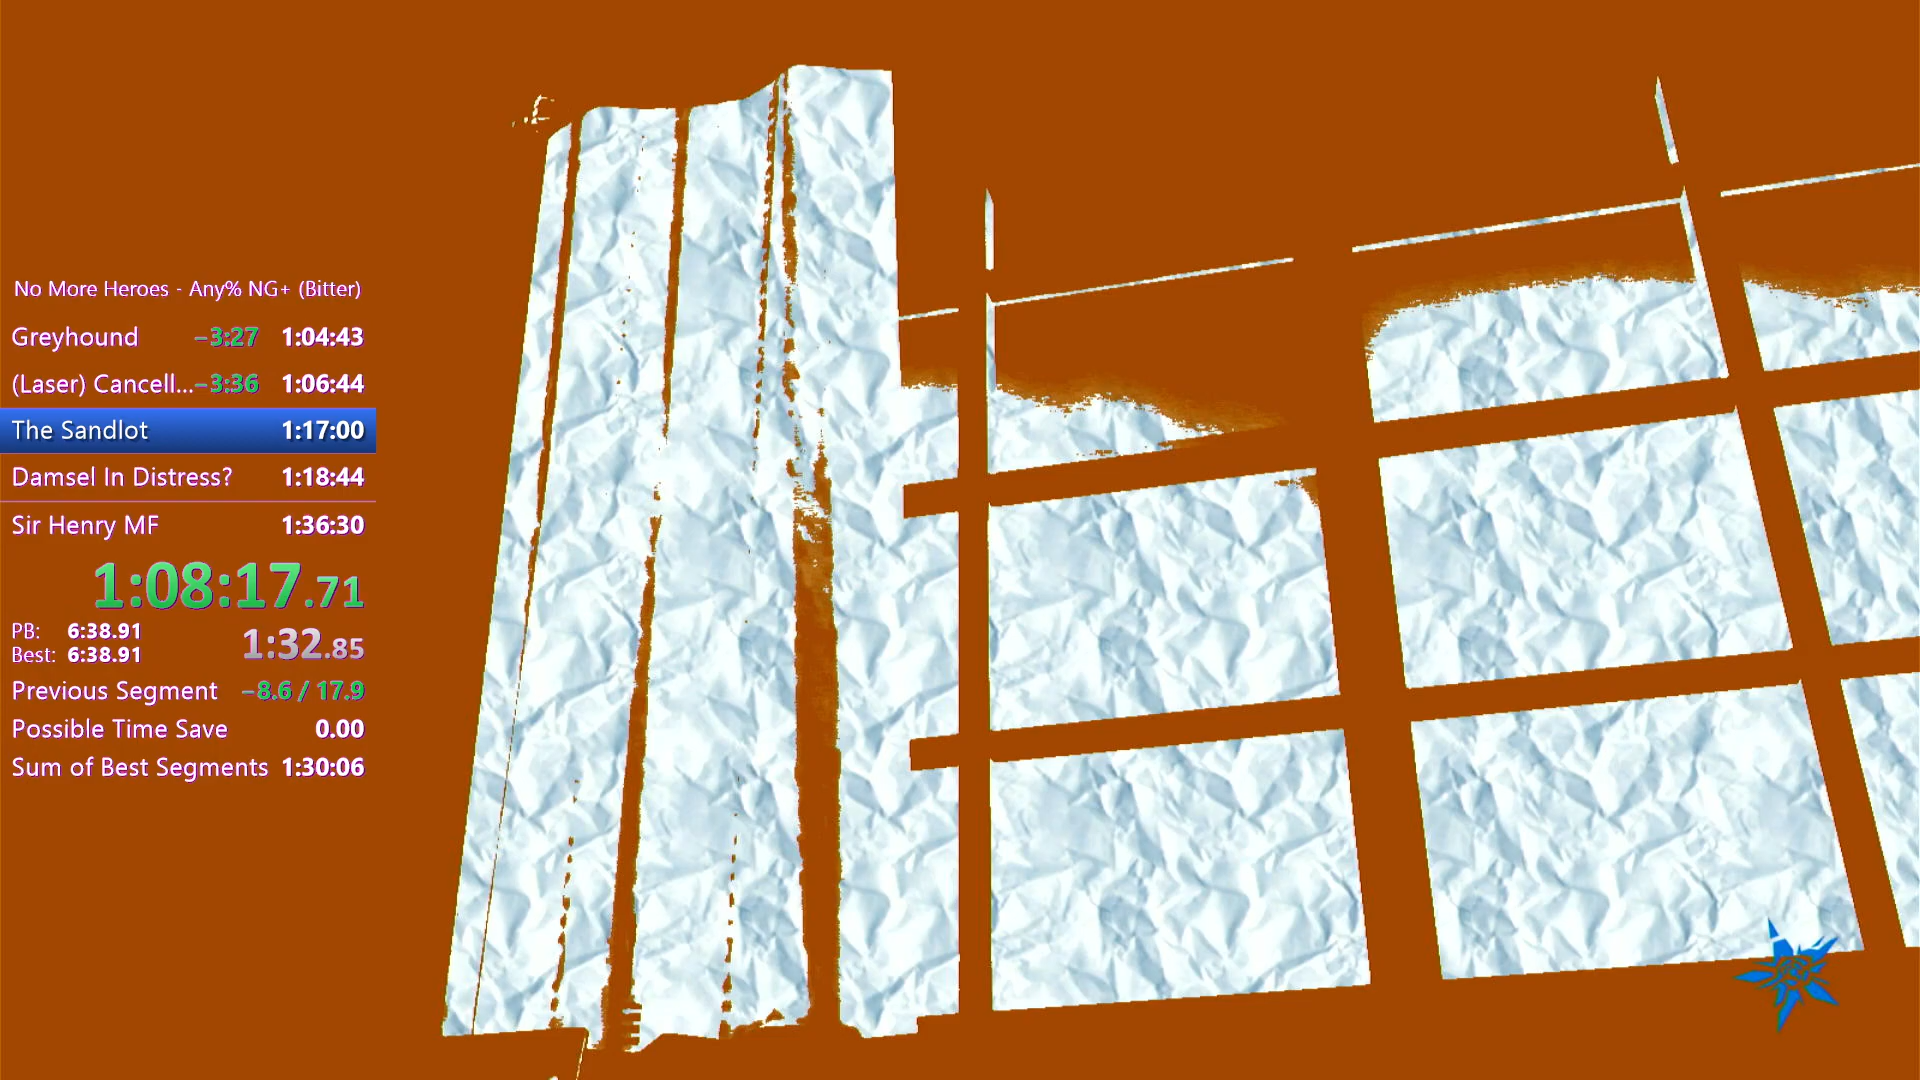 No More Heroes - Any% NG+ (Bitter)
Greyhound −3:27 1:04:43
(Laser) Cancell... −3:36 1:06:44
The Sandlot 1:17:00
Damsel In Distress? 1:18:44
Sir Henry MF 1:36:30
1:08:17.71
PB: 6:38.91
1:32.85
Best: 6:38.91
Previous Segment −8.6 / 17.9
Possible Time Save 0.00
Sum of Best Segments 1:30:06